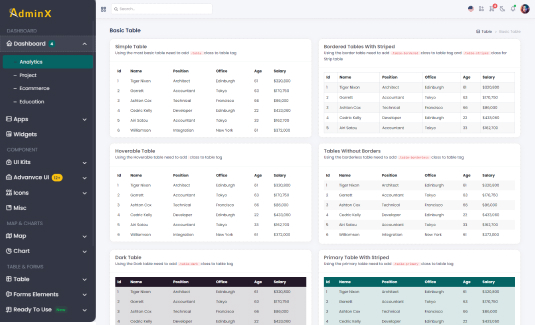 AdminX
DASHBOARD
Dashboard 4
Analytics
Project
Ecommerce
Education
Apps
Widgets
COMPONENT
UI Kits
Advance UI
Icons
Misc
MAP & CHARTS
Map
Chart
TABLE & FORMS
Table
Forms Elements
Ready To Use
Search...
Basic Table
Table / Basic Table
Simple Table
Using the most basic table need to add .table class to table tag
Id Name Position Office Age Salary
1 Tiger Nixon Architect Edinburgh 61 $320,800
2 Garrett Accountant Tokyo 63 $170,750
3 Ashton Cox Technical Francisco 66 $86,000
4 Cedric Kelly Developer Edinburgh 22 $433,060
5 Airi Satou Accountant Tokyo 33 $162,700
6 Williamson Integration New York 61 $372,000
Bordered Tables With Striped
Using the border table need to add .table-bordered class to table tag and .table-striped class for Strip table
Id Name Position Office Age Salary
1 Tiger Nixon Architect Edinburgh 61 $320,800
2 Garrett Accountant Tokyo 63 $170,750
3 Ashton Cox Technical Francisco 66 $86,000
4 Cedric Kelly Developer Edinburgh 22 $433,060
5 Airi Satou Accountant Tokyo 33 $162,700
Hoverable Table
Using the Hoverable table need to add .table-hover class to table tag
Id Name Position Office Age Salary
1 Tiger Nixon Architect Edinburgh 61 $320,800
2 Garrett Accountant Tokyo 63 $170,750
3 Ashton Cox Technical Francisco 66 $86,000
4 Cedric Kelly Developer Edinburgh 22 $433,060
5 Airi Satou Accountant Tokyo 33 $162,700
6 Williamson Integration New York 61 $372,000
Tables Without Borders
Using the borderless table need to add .table-borderless class to table tag
Id Name Position Office Age Salary
1 Tiger Nixon Architect Edinburgh 61 $320,800
2 Garrett Accountant Tokyo 63 $170,750
3 Ashton Cox Technical Francisco 66 $86,000
4 Cedric Kelly Developer Edinburgh 22 $433,060
5 Airi Satou Accountant Tokyo 33 $162,700
6 Williamson Integration New York 61 $372,000
Dark Table
Using the Dark table need to add .table-dark class to table tag
Id Name Position Office Age Salary
1 Tiger Nixon Architect Edinburgh 61 $320,800
2 Garrett Accountant Tokyo 63 $170,750
3 Ashton Cox Technical Francisco 66 $86,000
4 Cedric Kelly Developer Edinburgh 22 $433,060
Primary Table With Striped
Using the primary table need to add .table-primary class to table tag
Id Name Position Office Age Salary
1 Tiger Nixon Architect Edinburgh 61 $320,800
2 Garrett Accountant Tokyo 63 $170,750
3 Ashton Cox Technical Francisco 66 $86,000
4 Cedric Kelly Developer Edinburgh 22 $433,060